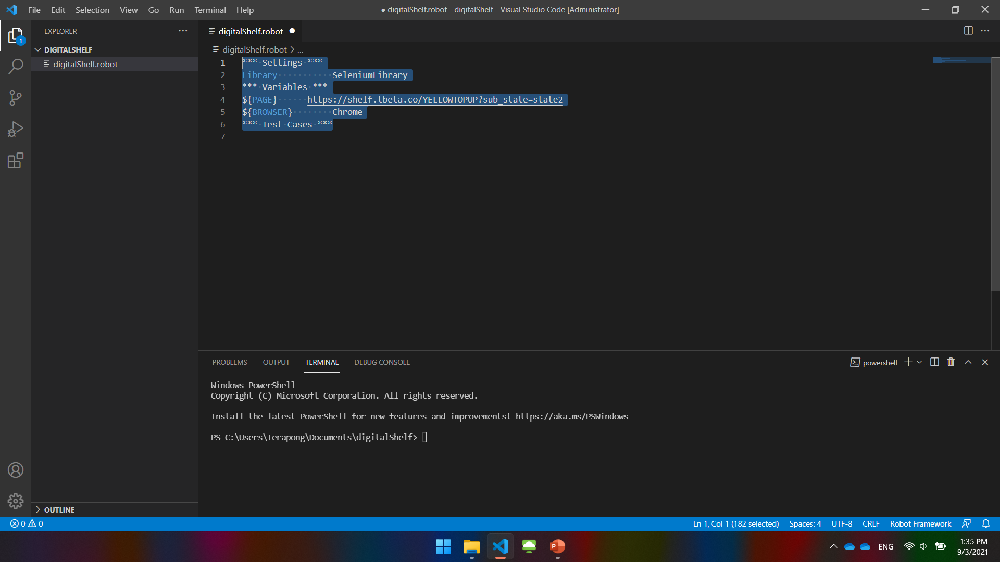 File Edit Selection View Go Run Terminal Help
● digitalShelf.robot - digitalShelf - Visual Studio Code [Administrator]
1
EXPLORER
DIGITALSHELF
digitalShelf.robot
digitalShelf.robot ●
digitalShelf.robot > ...
1 *** Settings ***
2 Library SeleniumLibrary
3 *** Variables ***
4 ${PAGE} https://shelf.tbeta.co/YELLOWTOPUP?sub_state=state2
5 ${BROWSER} Chrome
6 *** Test Cases ***
7
PROBLEMS OUTPUT TERMINAL DEBUG CONSOLE
powershell
Windows PowerShell
Copyright (C) Microsoft Corporation. All rights reserved.
Install the latest PowerShell for new features and improvements! https://aka.ms/PSWindows
PS C:\Users\Terapong\Documents\digitalShelf>
OUTLINE
0 0
Ln 1, Col 1 (182 selected) Spaces: 4 UTF-8 CRLF Robot Framework
P
ENG
1:35 PM
9/3/2021